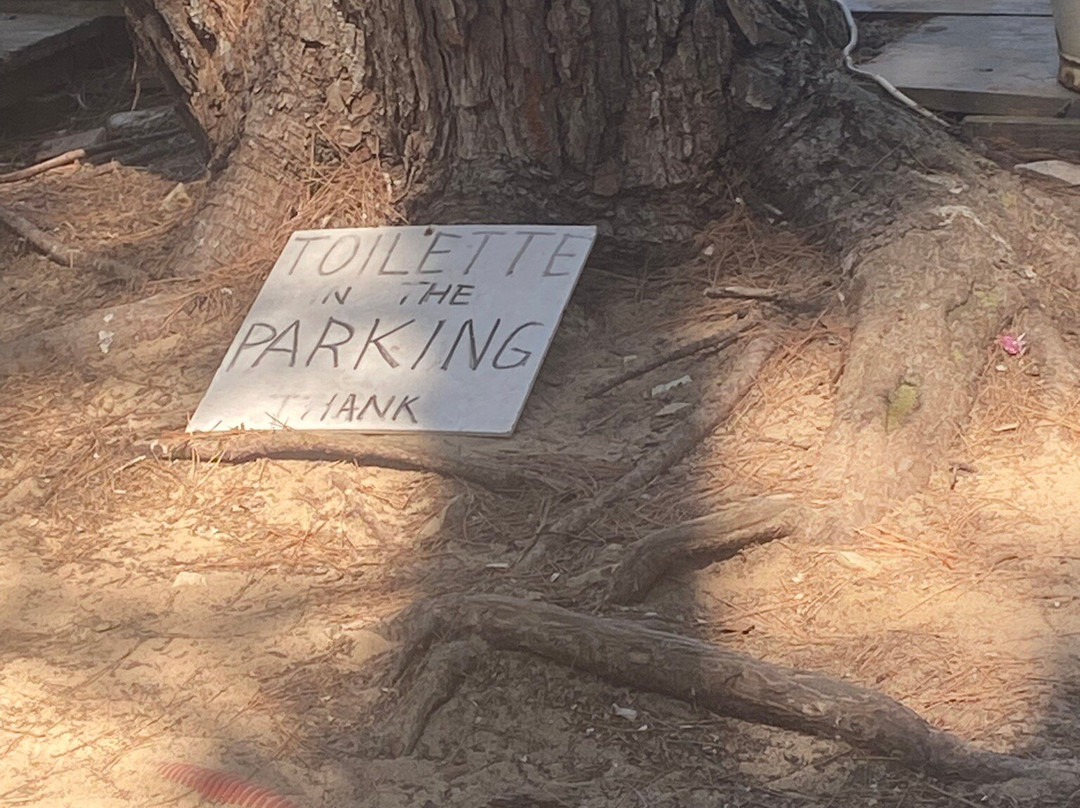 TOILETTE
IN THE
PARKING
THANK